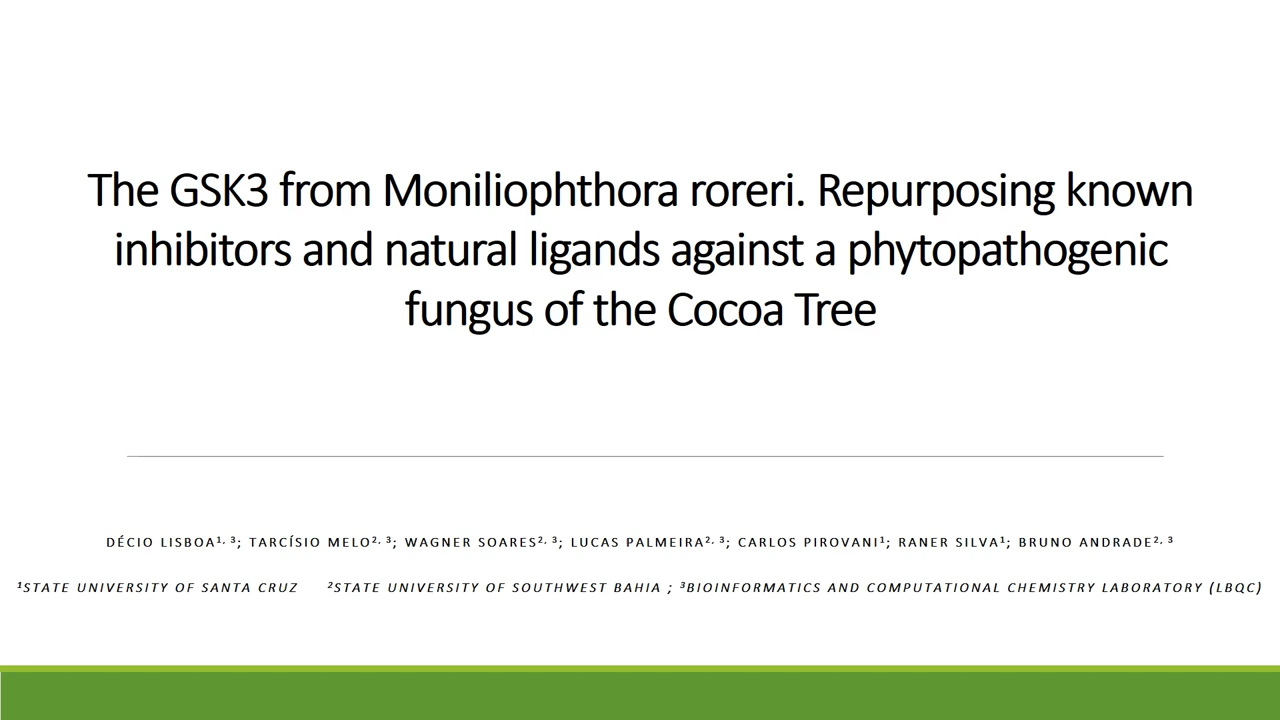 The GSK3 from Moniliophthora roreri. Repurposing known
inhibitors and natural ligands against a phytopathogenic
fungus of the Cocoa Tree
DÉCIO LISBOA¹˒ ³; TARCÍSIO MELO²˒ ³; WAGNER SOARES²˒ ³; LUCAS PALMEIRA²˒ ³; CARLOS PIROVANI¹; RANER SILVA¹; BRUNO ANDRADE²˒ ³
¹STATE UNIVERSITY OF SANTA CRUZ ²STATE UNIVERSITY OF SOUTHWEST BAHIA ; ³BIOINFORMATICS AND COMPUTATIONAL CHEMISTRY LABORATORY (LBQC)